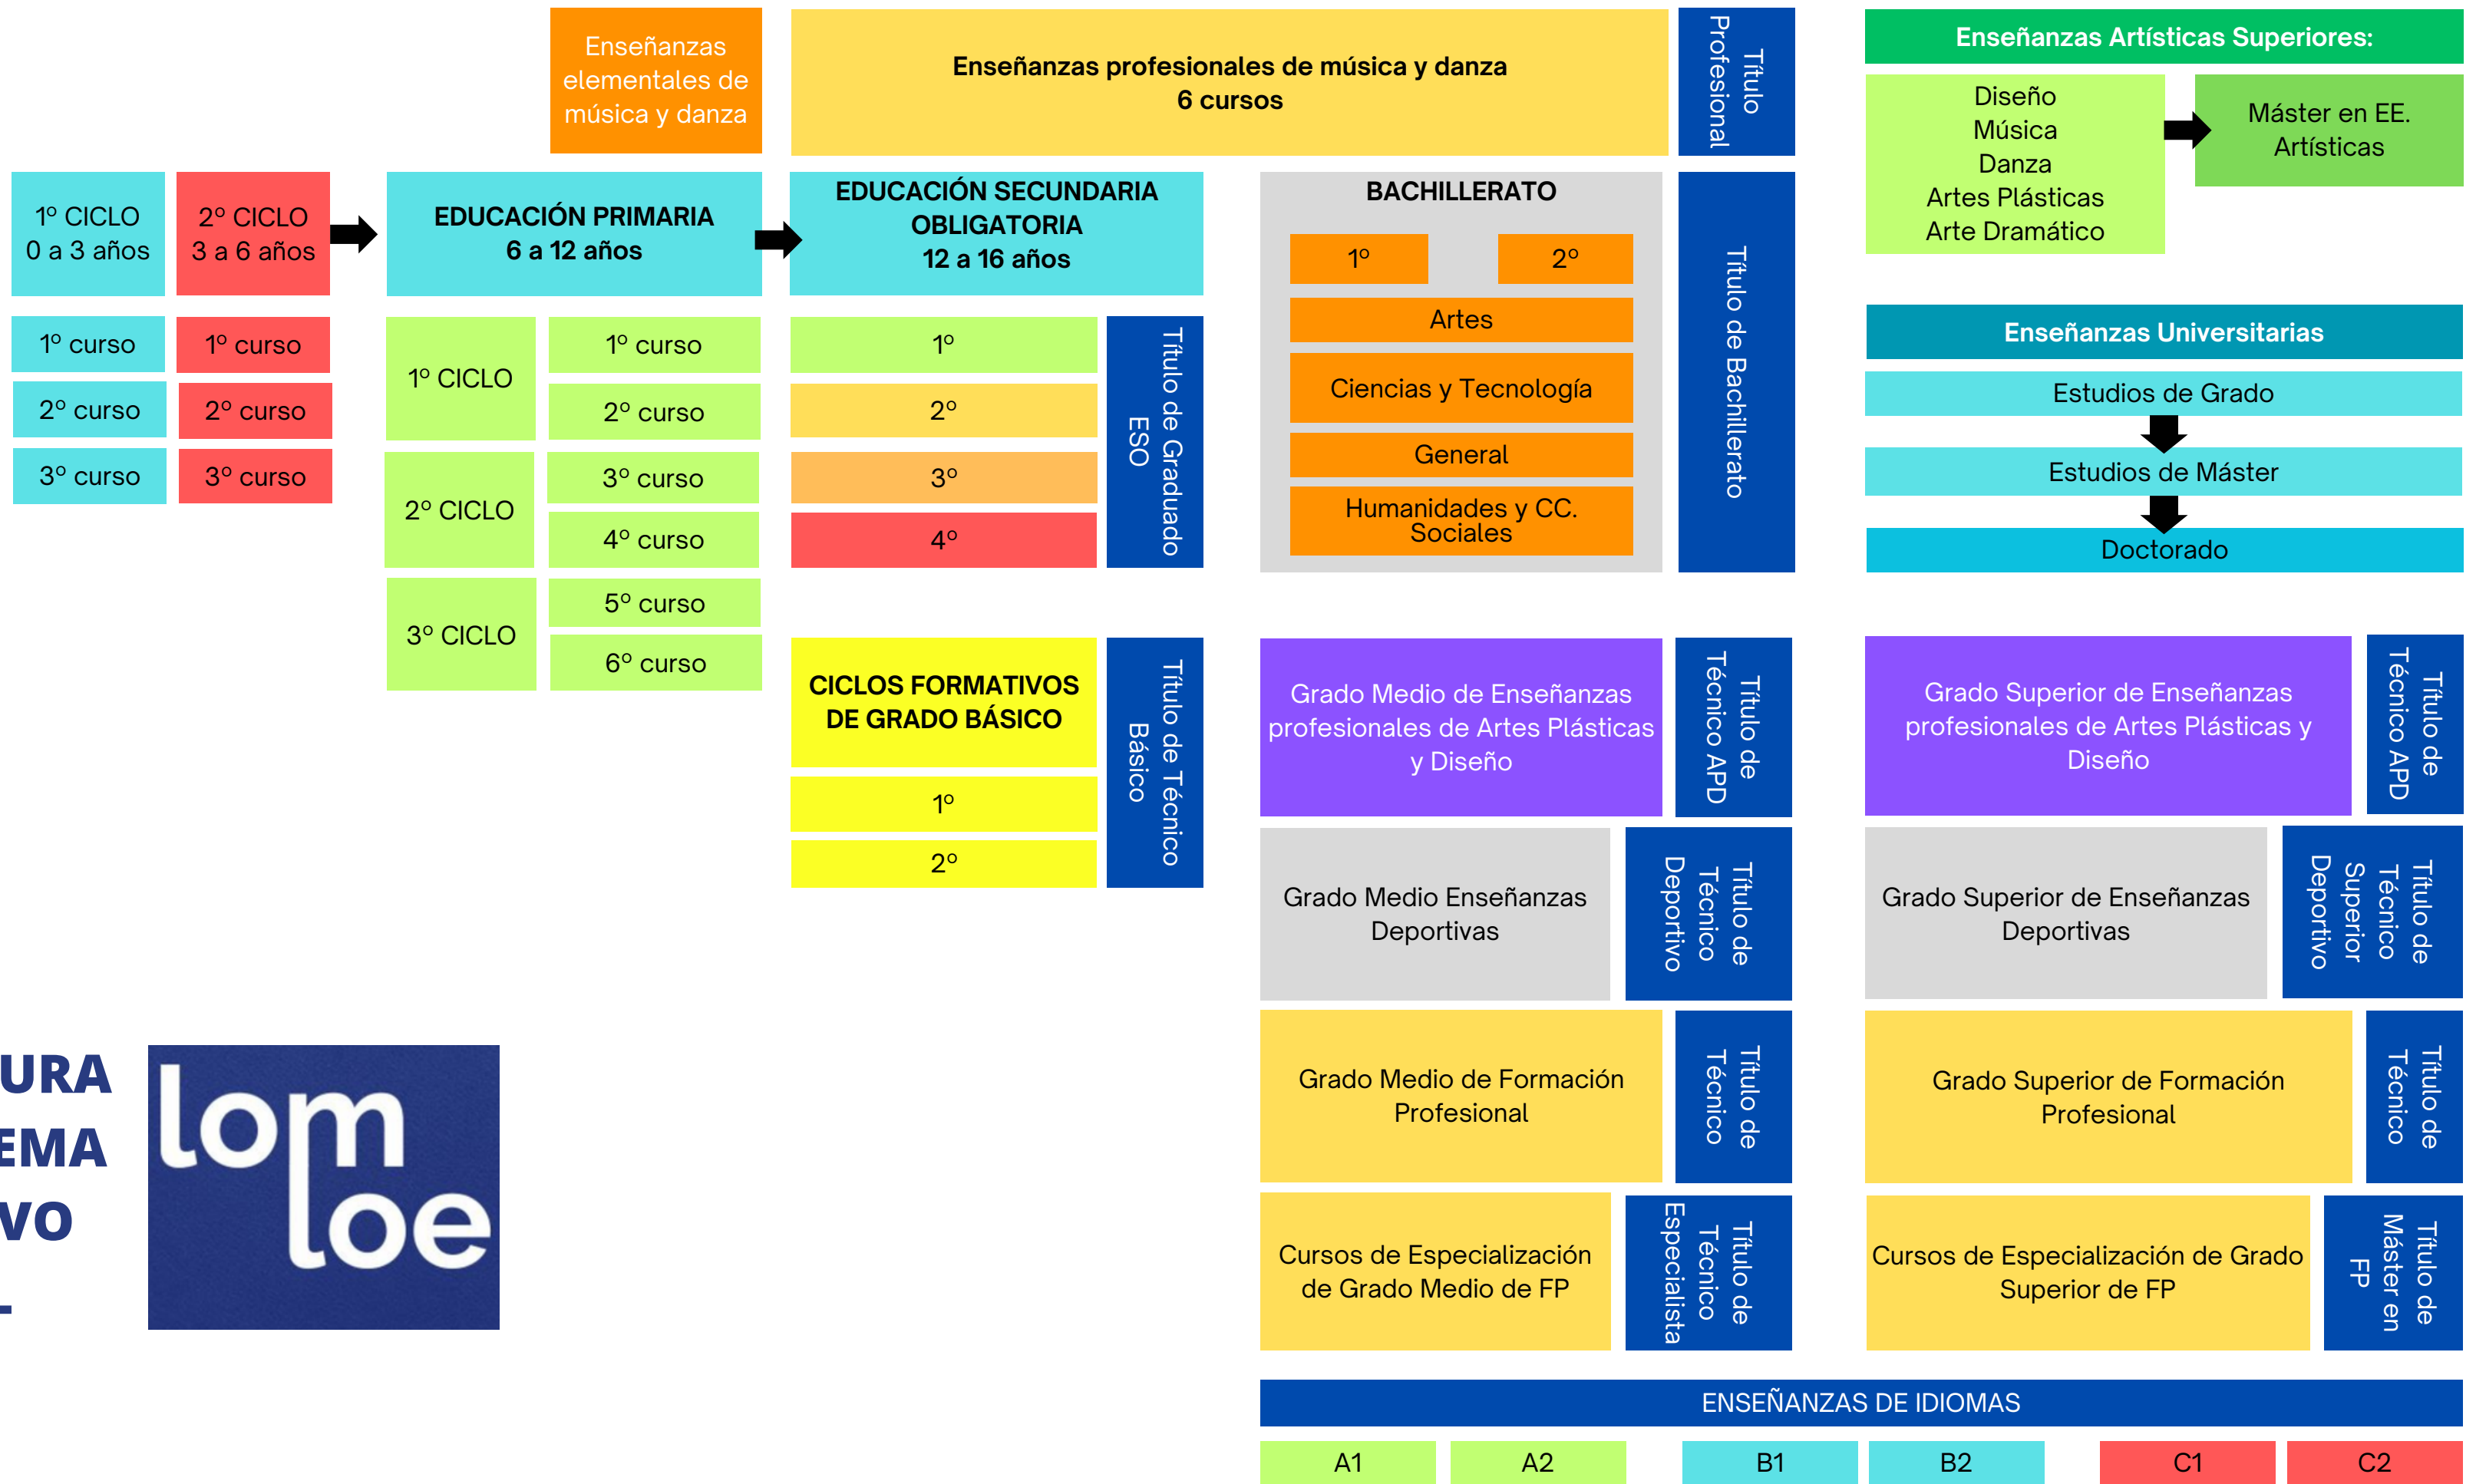 Enseñanzas
elementales de
música y danza
Enseñanzas profesionales de música y danza
6 cursos
Título
Profesional
Enseñanzas Artísticas Superiores:
Diseño
Música
Danza
Artes Plásticas
Arte Dramático
Máster en EE.
Artísticas
1º CICLO
0 a 3 años
2º CICLO
3 a 6 años
EDUCACIÓN PRIMARIA
6 a 12 años
EDUCACIÓN SECUNDARIA
OBLIGATORIA
12 a 16 años
BACHILLERATO
1º
2º
Artes
Ciencias y Tecnología
General
Humanidades y CC.
Sociales
Título de Bachillerato
1º curso
2º curso
3º curso
1º curso
2º curso
3º curso
1º CICLO
1º curso
2º curso
2º CICLO
3º curso
4º curso
3º CICLO
5º curso
6º curso
1º
2º
3º
4º
Título de Graduado
ESO
Enseñanzas Universitarias
Estudios de Grado
Estudios de Máster
Doctorado
CICLOS FORMATIVOS
DE GRADO BÁSICO
1º
2º
Título de Técnico
Básico
Grado Medio de Enseñanzas
profesionales de Artes Plásticas
y Diseño
Título de
Técnico APD
Grado Superior de Enseñanzas
profesionales de Artes Plásticas y
Diseño
Título de
Técnico APD
Grado Medio Enseñanzas
Deportivas
Título de
Técnico
Deportivo
Grado Superior de Enseñanzas
Deportivas
Título de
Técnico
Superior
Deportivo
Grado Medio de Formación
Profesional
Título de
Técnico
Grado Superior de Formación
Profesional
Título de
Técnico
Cursos de Especialización
de Grado Medio de FP
Título de
Técnico
Especialista
Cursos de Especialización de Grado
Superior de FP
Título de
Máster en
FP
URA
EMA
VO
lom
loe
ENSEÑANZAS DE IDIOMAS
A1
A2
B1
B2
C1
C2